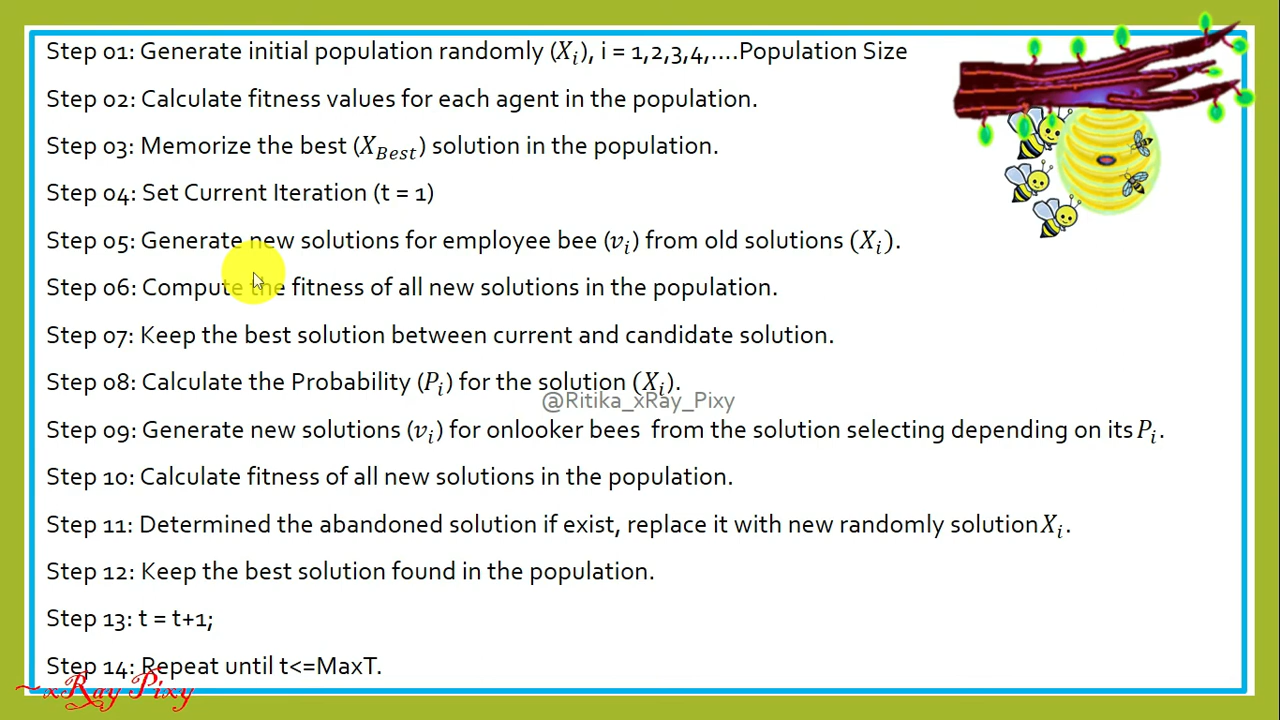 Step 01: Generate initial population randomly (Xᵢ), i = 1,2,3,4,....Population Size
Step 02: Calculate fitness values for each agent in the population.
Step 03: Memorize the best (X_Best) solution in the population.
Step 04: Set Current Iteration (t = 1)
Step 05: Generate new solutions for employee bee (vᵢ) from old solutions (Xᵢ).
Step 06: Compute the fitness of all new solutions in the population.
Step 07: Keep the best solution between current and candidate solution.
Step 08: Calculate the Probability (Pᵢ) for the solution (Xᵢ).
@Ritika_xRay_Pixy
Step 09: Generate new solutions (vᵢ) for onlooker bees from the solution selecting depending on its Pᵢ.
Step 10: Calculate fitness of all new solutions in the population.
Step 11: Determined the abandoned solution if exist, replace it with new randomly solution Xᵢ.
Step 12: Keep the best solution found in the population.
Step 13: t = t+1;
Step 14: Repeat until t<=MaxT.
~xRay Pixy